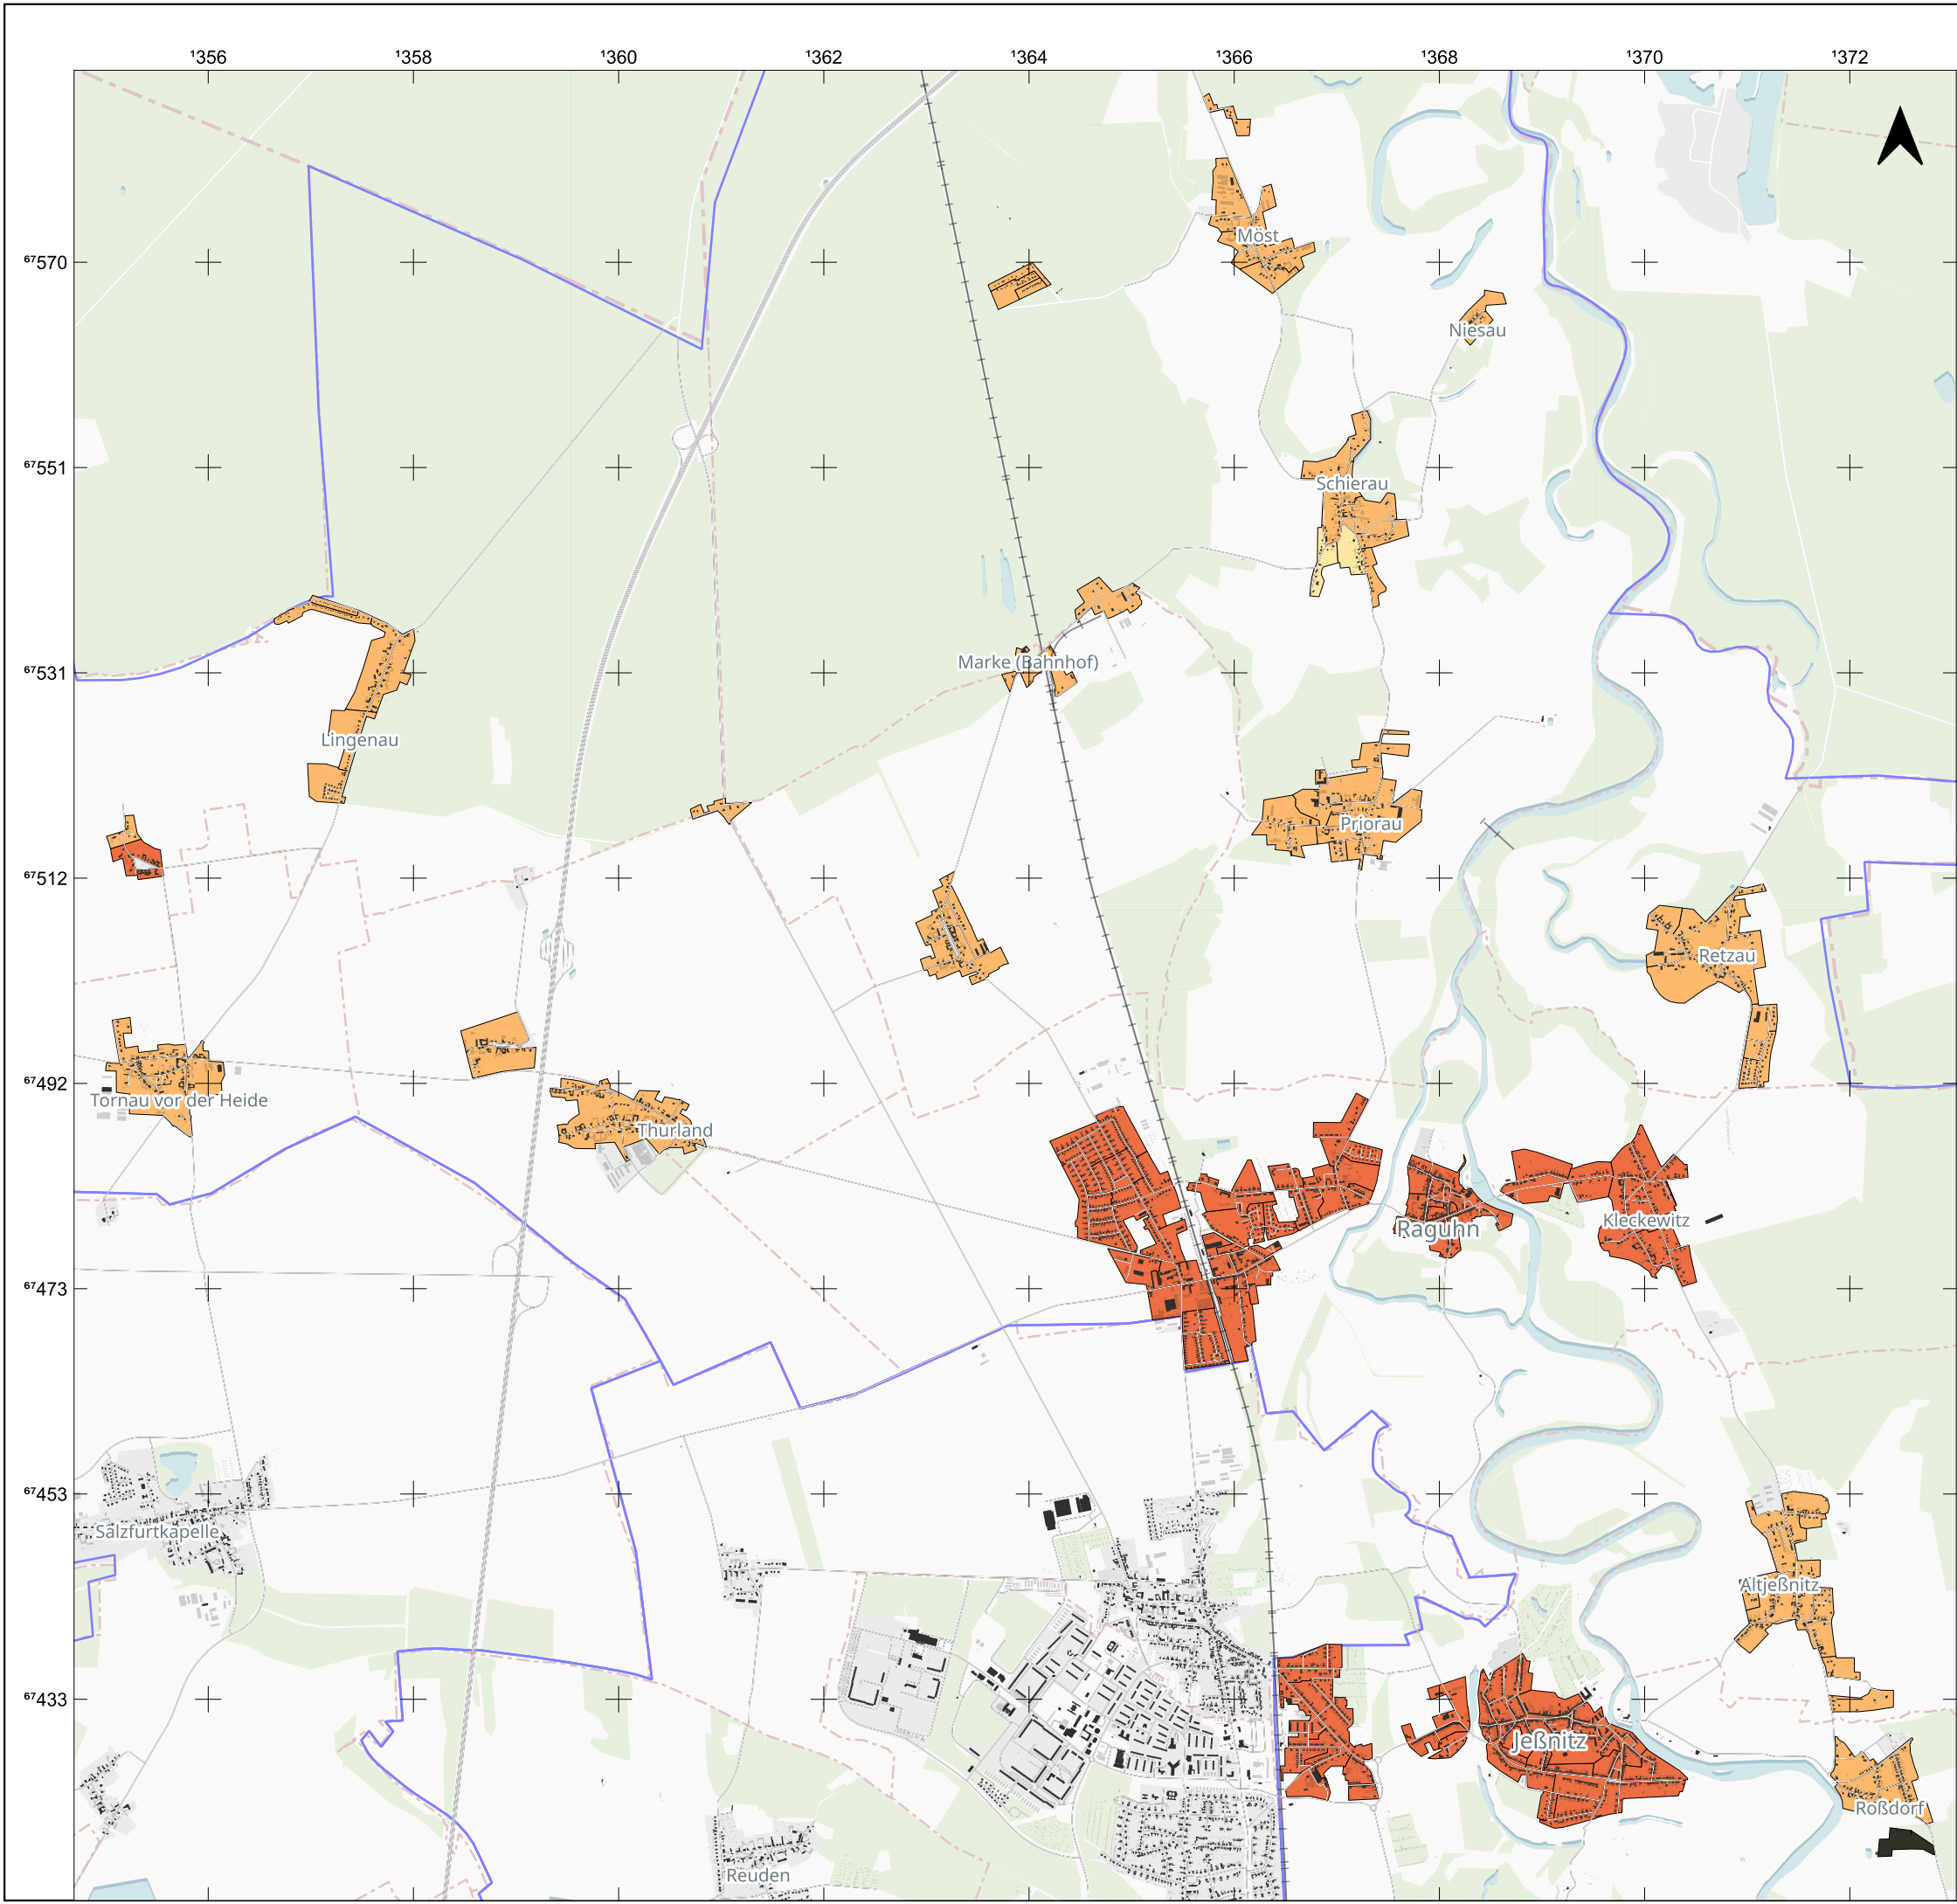 ¹356 ¹358 ¹360 ¹362 ¹364 ¹366 ¹368 ¹370 ¹372
Möst
⁶⁷570
Niesau
⁶⁷551
Schierau
Marke (Bahnhof)
⁶⁷531
Lingenau
Priorau
⁶⁷512
Retzau
⁶⁷492
Tornau vor der Heide
Thurland
Kleckewitz
Raguhn
⁶⁷473
⁶⁷453
Salzfurtkapelle
Altjeßnitz
⁶⁷433
Jeßnitz
Roßdorf
Reuden